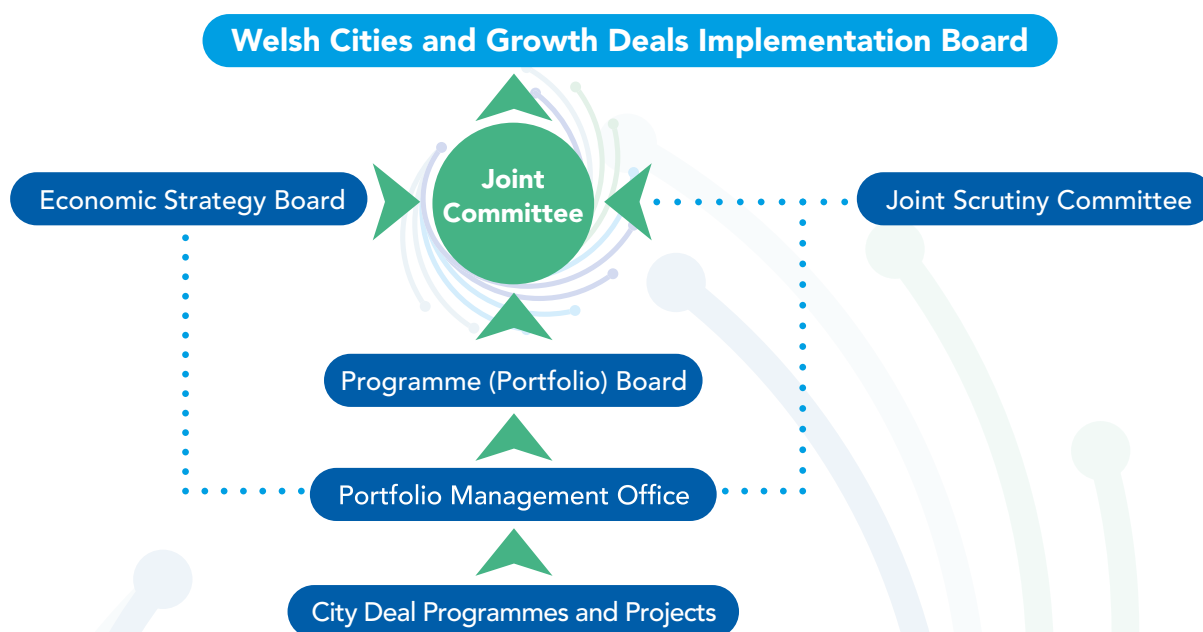 Welsh Cities and Growth Deals Implementation Board
Joint
Committee
Economic Strategy Board
Joint Scrutiny Committee
Programme (Portfolio) Board
Portfolio Management Office
City Deal Programmes and Projects